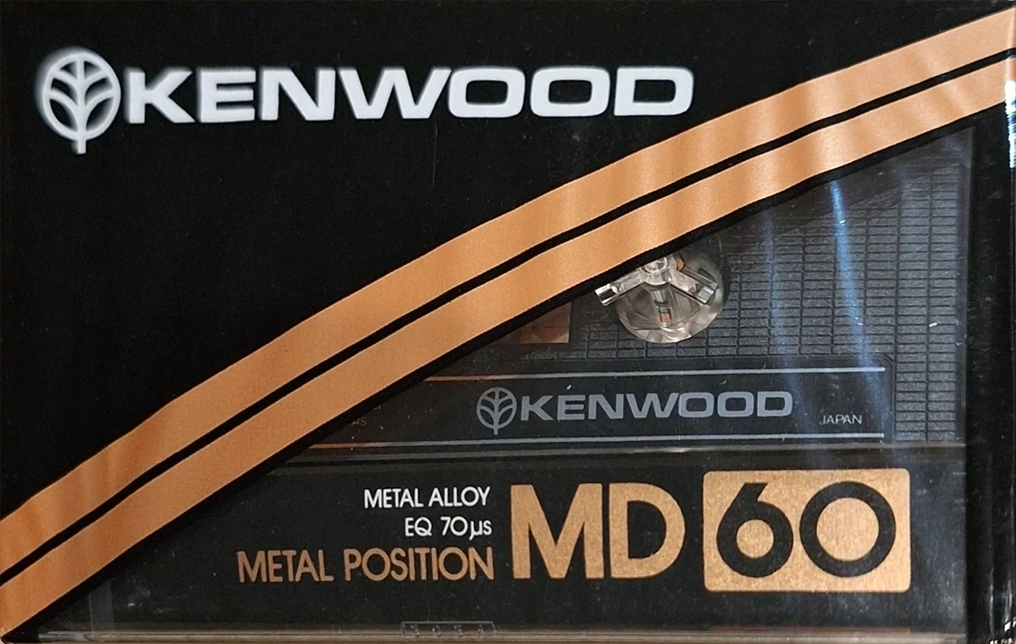 KENWOOD
KENWOOD
JAPAN
METAL ALLOY
EQ 70µs
METAL POSITION
MD 60